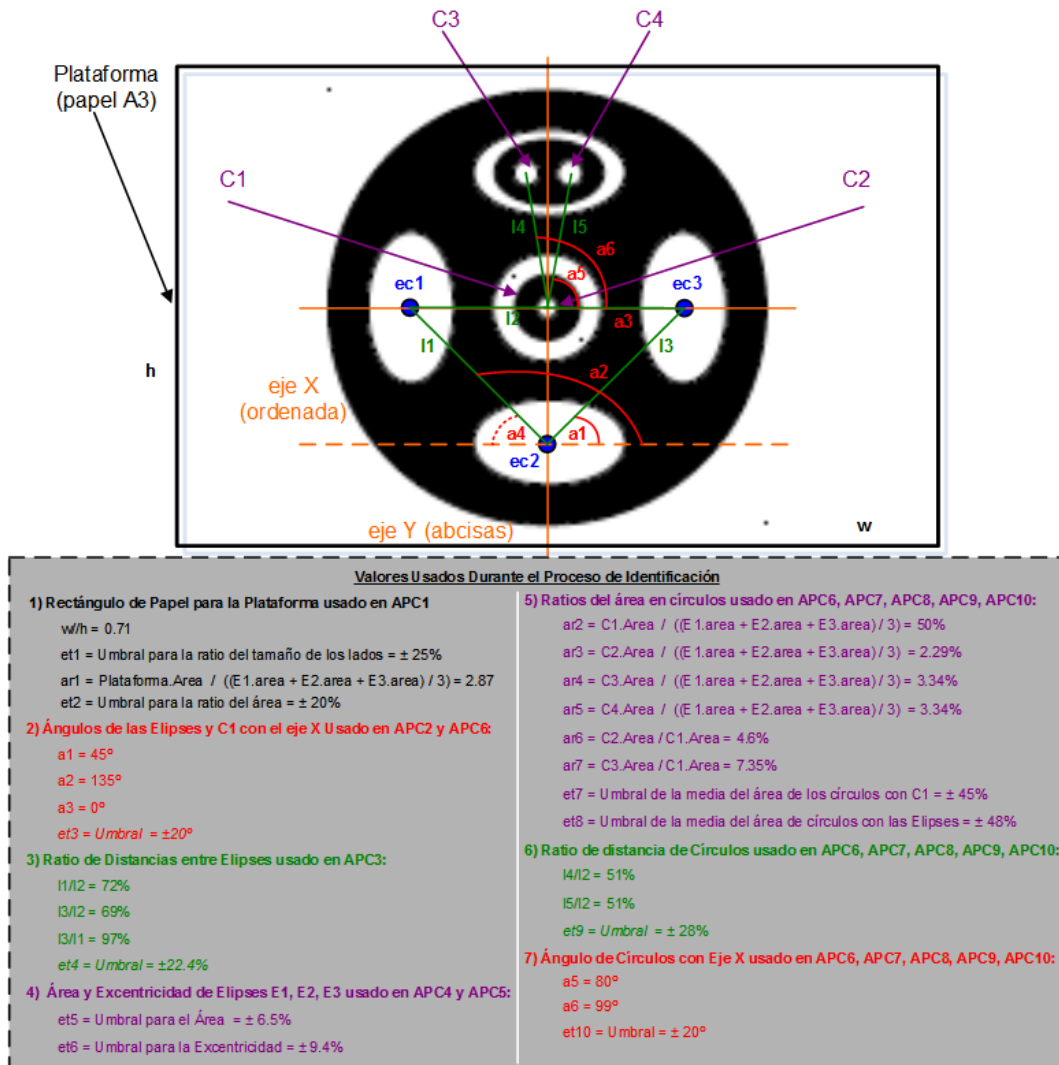 C3
C4
Plataforma
(papel A3)
C1
C2
l4
l5
a6
a5
ec1
ec3
l2
a3
l1
l3
h
a2
eje X
(ordenada)
a4
a1
ec2
eje Y (abcisas)
w
Valores Usados Durante el Proceso de Identificación
1) Rectángulo de Papel para la Plataforma usado en APC1
w//h = 0.71
et1 = Umbral para la ratio del tamaño de los lados = ± 25%
ar1 = Plataforma.Area / ((E1.area + E2.area + E3.area) / 3) = 2.87
et2 = Umbral para la ratio del área = ± 20%
2) Ángulos de las Elipses y C1 con el eje X Usado en APC2 y APC6:
a1 = 45º
a2 = 135º
a3 = 0º
et3 = Umbral = ±20º
3) Ratio de Distancias entre Elipses usado en APC3:
l1/l2 = 72%
l3/l2 = 69%
l3/l1 = 97%
et4 = Umbral = ±22.4%
4) Área y Excentricidad de Elipses E1, E2, E3 usado en APC4 y APC5:
et5 = Umbral para el Área = ± 6.5%
et6 = Umbral para la Excentricidad = ± 9.4%
5) Ratios del área en círculos usado en APC6, APC7, APC8, APC9, APC10:
ar2 = C1.Area / ((E1.area + E2.area + E3.area) / 3) = 50%
ar3 = C2.Area / ((E1.area + E2.area + E3.area) / 3) = 2.29%
ar4 = C3.Area / ((E1.area + E2.area + E3.area) / 3) = 3.34%
ar5 = C4.Area / ((E1.area + E2.area + E3.area) / 3) = 3.34%
ar6 = C2.Area / C1.Area = 4.6%
ar7 = C3.Area / C1.Area = 7.35%
et7 = Umbral de la media del área de los círculos con C1 = ± 45%
et8 = Umbral de la media del área de círculos con las Elipses = ± 48%
6) Ratio de distancia de Círculos usado en APC6, APC7, APC8, APC9, APC10:
l4/l2 = 51%
l5/l2 = 51%
et9 = Umbral = ± 28%
7) Ángulo de Círculos con Eje X usado en APC6, APC7, APC8, APC9, APC10:
a5 = 80º
a6 = 99º
et10 = Umbral = ± 20º